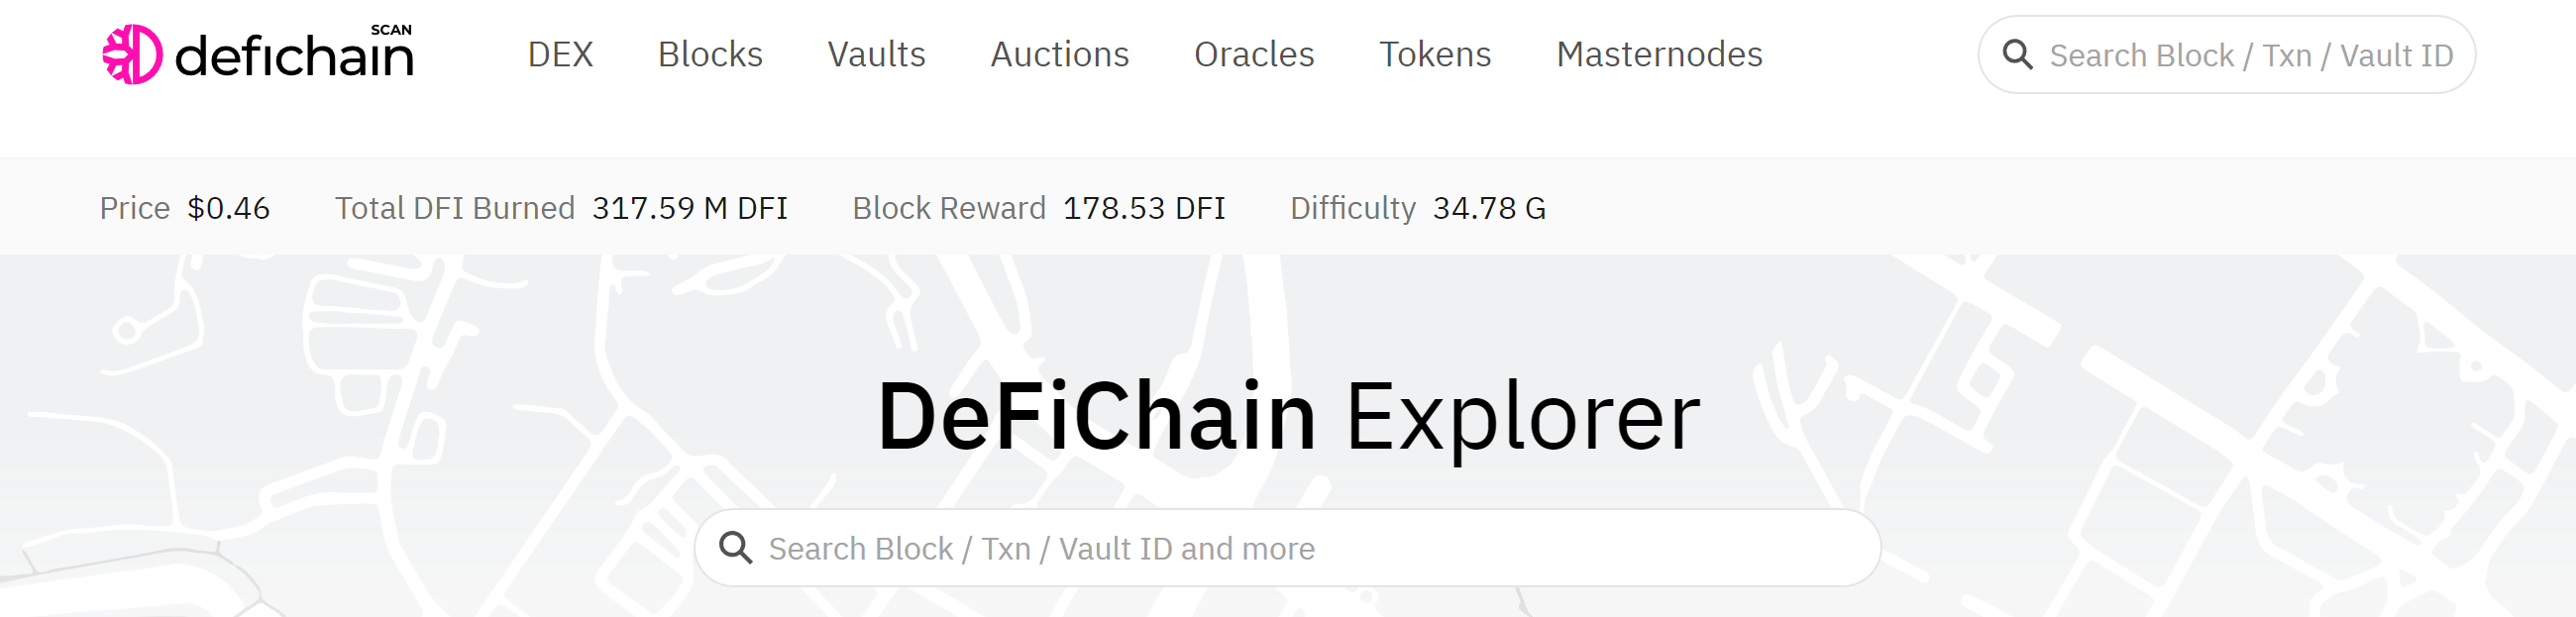 defichain SCAN
DEX Blocks Vaults Auctions Oracles Tokens Masternodes
Search Block / Txn / Vault ID
Price $0.46 Total DFI Burned 317.59 M DFI Block Reward 178.53 DFI Difficulty 34.78 G
DeFiChain Explorer
Search Block / Txn / Vault ID and more